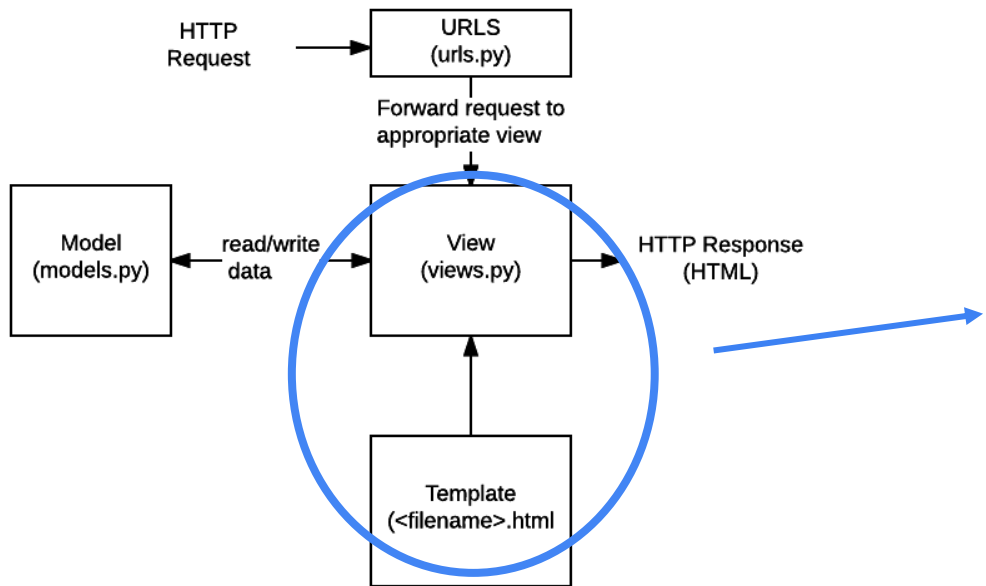 HTTP
Request
URLS
(urls.py)
Forward request to
appropriate view
Model
(models.py)
read/write
data
View
(views.py)
HTTP Response
(HTML)
Template
(<filename>.html